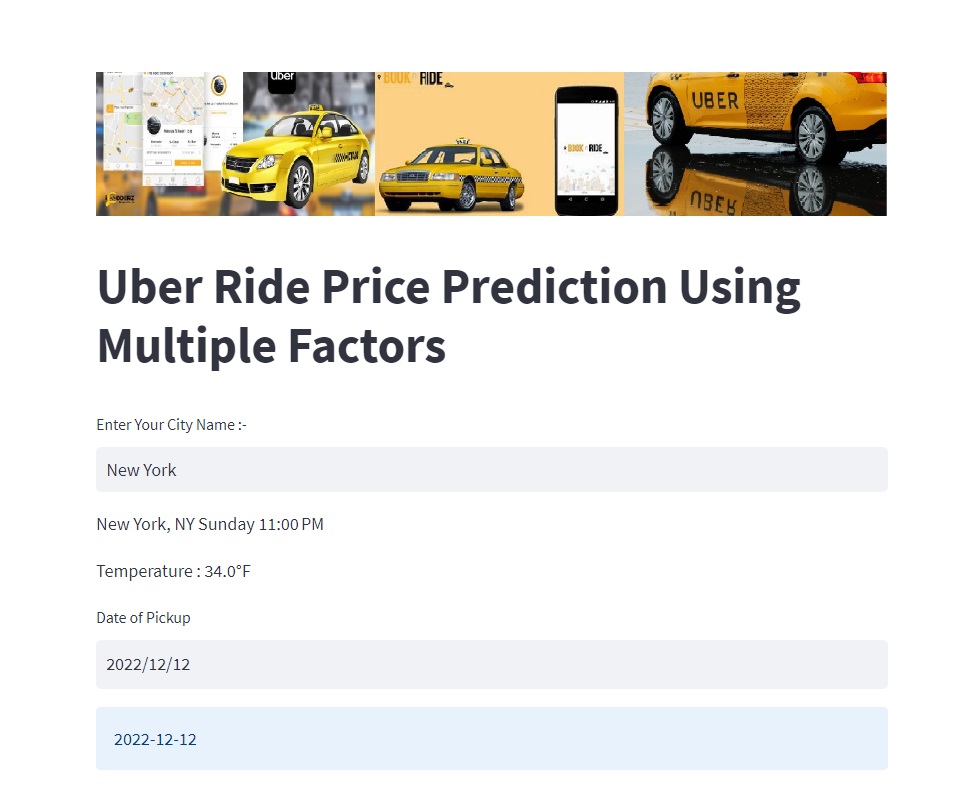 Uber
BOOK A RIDE
BOOK A RIDE
UBER
UBER
Uber Ride Price Prediction Using
Multiple Factors
Enter Your City Name :-
New York
New York, NY Sunday 11:00 PM
Temperature : 34.0°F
Date of Pickup
2022/12/12
2022-12-12